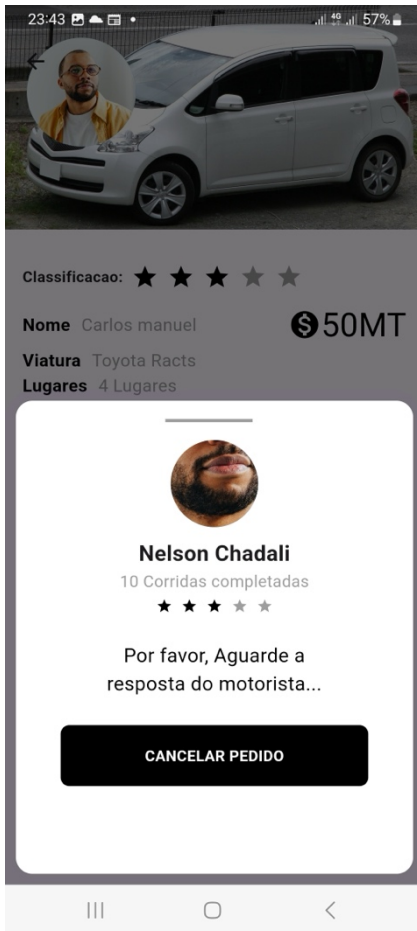 23:43
4G
57%
Classificacao:
Nome Carlos manuel
$50MT
Viatura Toyota Racts
Lugares 4 Lugares
Nelson Chadali
10 Corridas completadas
Por favor, Aguarde a
resposta do motorista...
CANCELAR PEDIDO